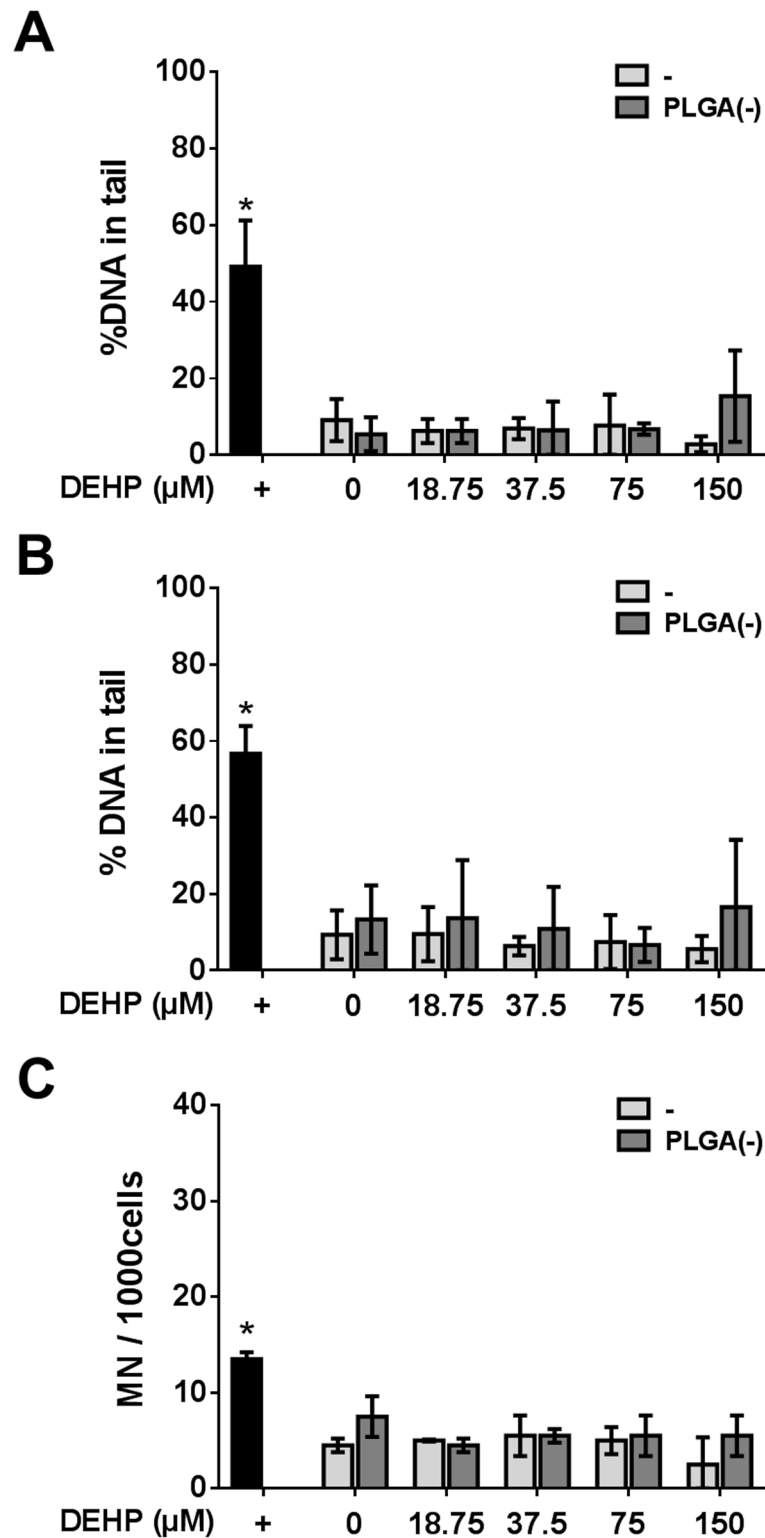 A
100
80
60
40
20
0
%DNA in tail
-
PLGA(-)
*
DEHP (µM) + 0 18.75 37.5 75 150
B
100
80
60
40
20
0
% DNA in tail
-
PLGA(-)
*
DEHP (µM) + 0 18.75 37.5 75 150
C
40
30
20
10
0
MN / 1000cells
-
PLGA(-)
*
DEHP (µM) + 0 18.75 37.5 75 150